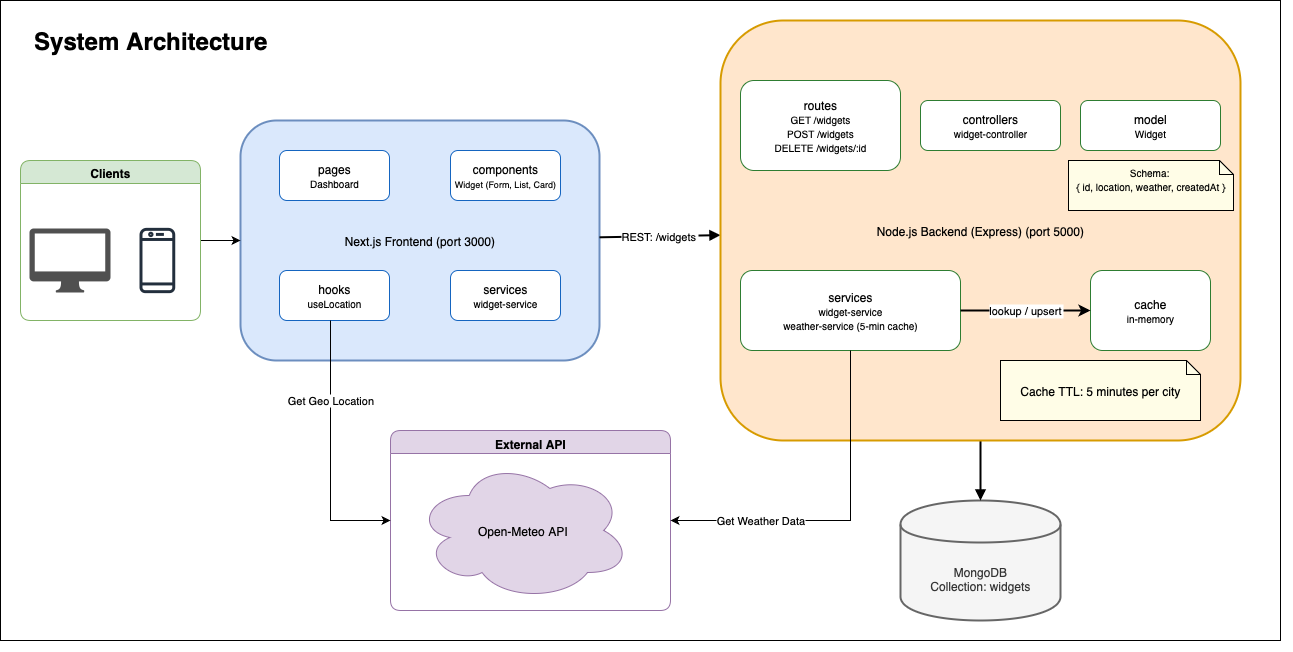 System Architecture
Clients
pages
Dashboard
components
Widget (Form, List, Card)
Next.js Frontend (port 3000)
hooks
useLocation
services
widget-service
REST: /widgets
routes
GET /widgets
POST /widgets
DELETE /widgets/:id
controllers
widget-controller
model
Widget
Schema:
{ id, location, weather, createdAt }
Node.js Backend (Express) (port 5000)
services
widget-service
weather-service (5-min cache)
lookup / upsert
cache
in-memory
Cache TTL: 5 minutes per city
Get Geo Location
External API
Open-Meteo API
Get Weather Data
MongoDB
Collection: widgets